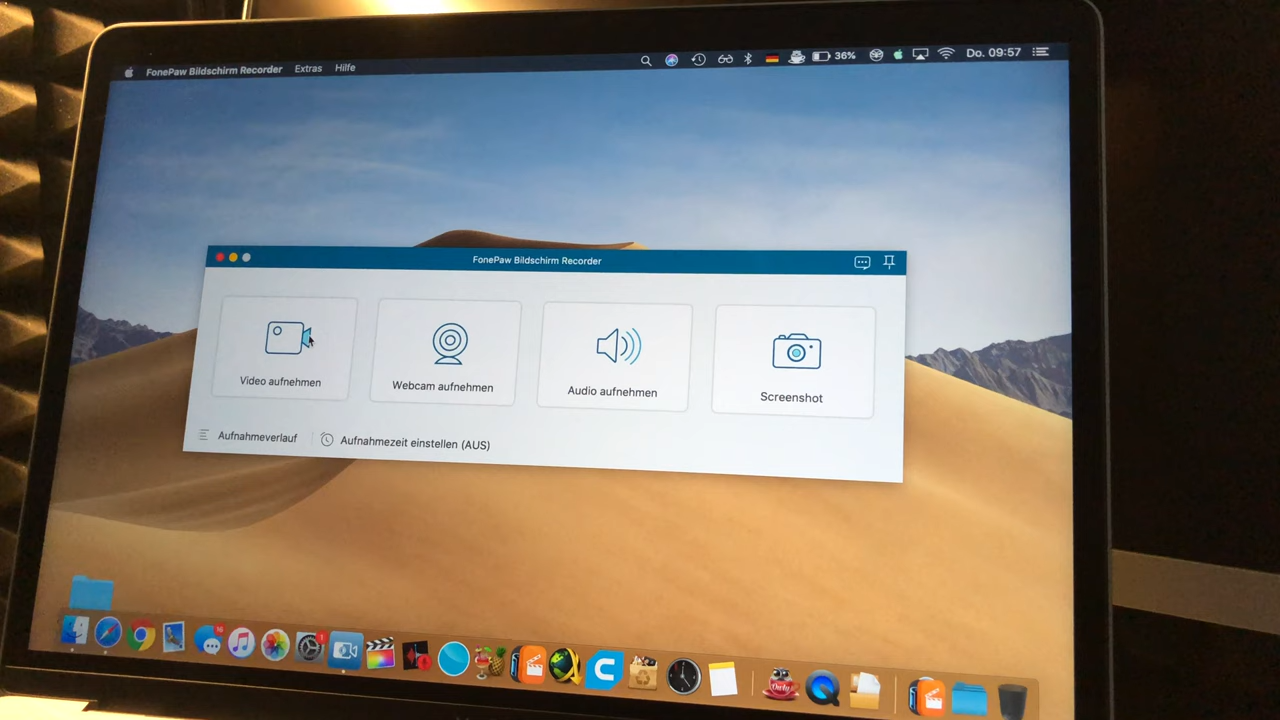 FonePaw Bildschirm Recorder Extras Hilfe 36% Do. 09:57
FonePaw Bildschirm Recorder
Video aufnehmen
Webcam aufnehmen
Audio aufnehmen
Screenshot
Aufnahmeverlauf
Aufnahmezeit einstellen (AUS)